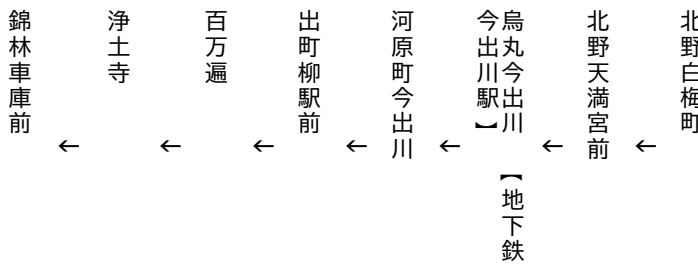 北野白梅町
←
北野天満宮前
←
烏丸今出川 【地下鉄
今出川駅】
←
河原町今出川
←
出町柳駅前
←
百万遍
←
浄土寺
←
錦林車庫前